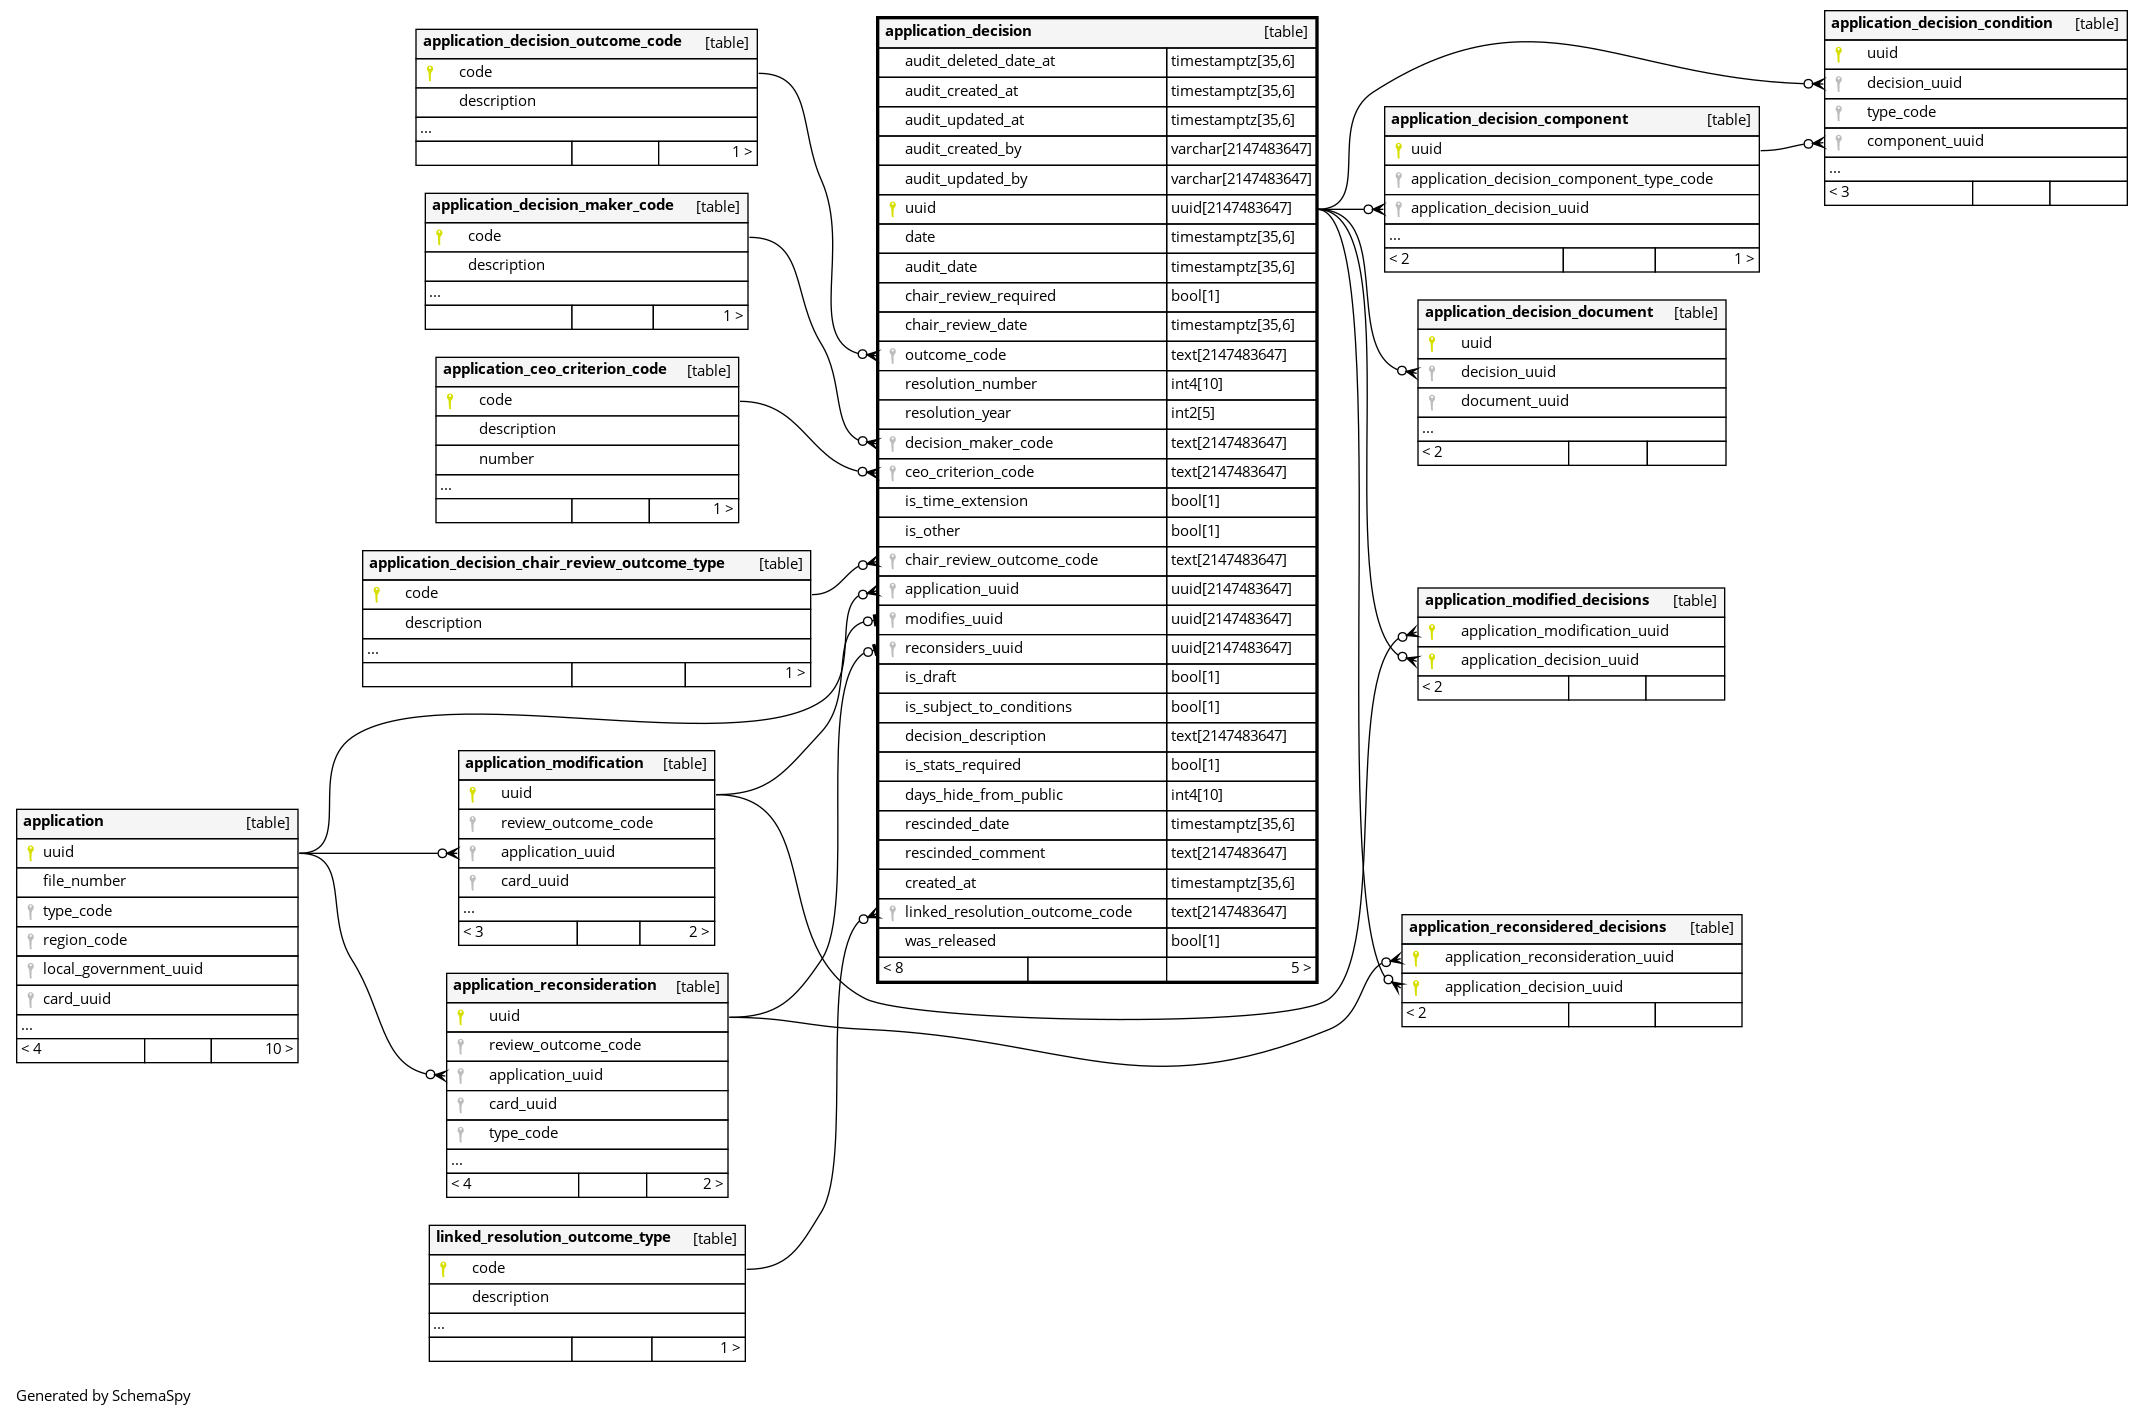 application_decision_outcome_code [table]
code
description
...
1 >
application_decision_maker_code [table]
code
description
...
1 >
application_ceo_criterion_code [table]
code
description
number
...
1 >
application_decision_chair_review_outcome_type [table]
code
description
...
1 >
application [table]
uuid
file_number
type_code
region_code
local_government_uuid
card_uuid
...
< 4 10 >
application_modification [table]
uuid
review_outcome_code
application_uuid
card_uuid
...
< 3 2 >
application_reconsideration [table]
uuid
review_outcome_code
application_uuid
card_uuid
type_code
...
< 4 2 >
linked_resolution_outcome_type [table]
code
description
...
1 >
application_decision [table]
audit_deleted_date_at timestamptz[35,6]
audit_created_at timestamptz[35,6]
audit_updated_at timestamptz[35,6]
audit_created_by varchar[2147483647]
audit_updated_by varchar[2147483647]
uuid uuid[2147483647]
date timestamptz[35,6]
audit_date timestamptz[35,6]
chair_review_required bool[1]
chair_review_date timestamptz[35,6]
outcome_code text[2147483647]
resolution_number int4[10]
resolution_year int2[5]
decision_maker_code text[2147483647]
ceo_criterion_code text[2147483647]
is_time_extension bool[1]
is_other bool[1]
chair_review_outcome_code text[2147483647]
application_uuid uuid[2147483647]
modifies_uuid uuid[2147483647]
reconsiders_uuid uuid[2147483647]
is_draft bool[1]
is_subject_to_conditions bool[1]
decision_description text[2147483647]
is_stats_required bool[1]
days_hide_from_public int4[10]
rescinded_date timestamptz[35,6]
rescinded_comment text[2147483647]
created_at timestamptz[35,6]
linked_resolution_outcome_code text[2147483647]
was_released bool[1]
< 8 5 >
application_decision_component [table]
uuid
application_decision_component_type_code
application_decision_uuid
...
< 2 1 >
application_decision_condition [table]
uuid
decision_uuid
type_code
component_uuid
...
< 3
application_decision_document [table]
uuid
decision_uuid
document_uuid
...
< 2
application_modified_decisions [table]
application_modification_uuid
application_decision_uuid
< 2
application_reconsidered_decisions [table]
application_reconsideration_uuid
application_decision_uuid
< 2
Generated by SchemaSpy